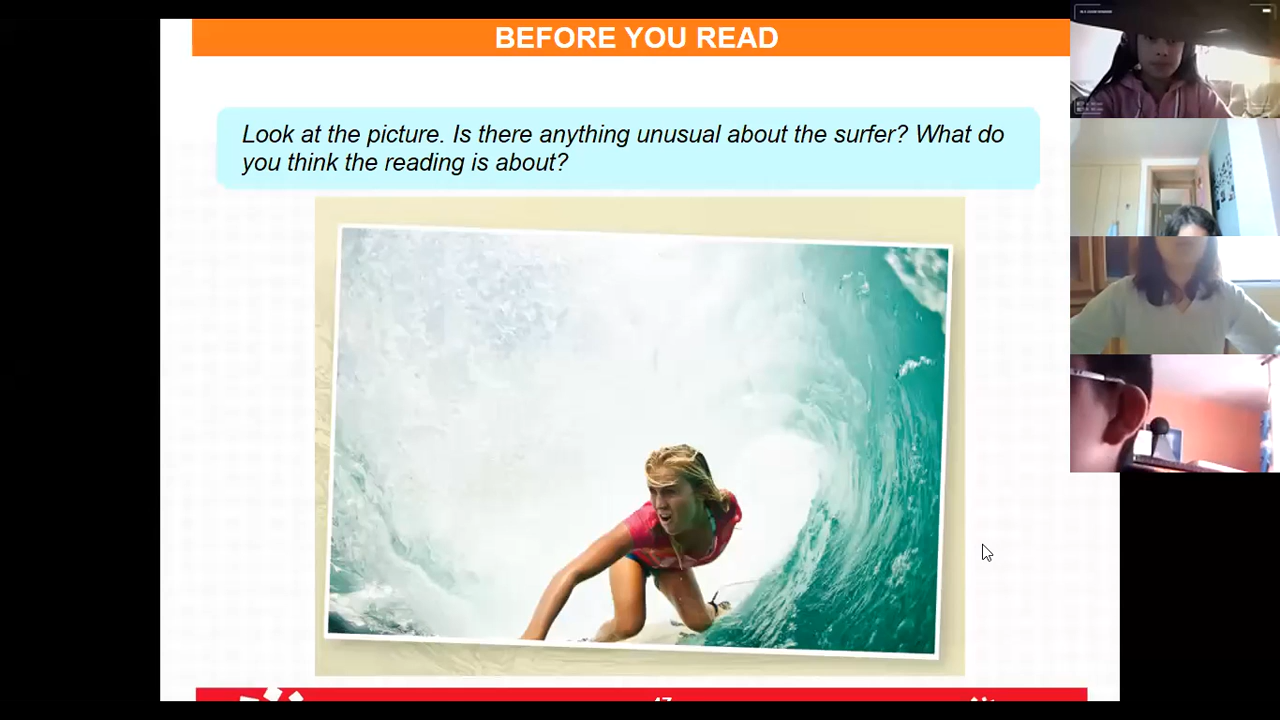 BEFORE YOU READ
Look at the picture. Is there anything unusual about the surfer? What do
you think the reading is about?